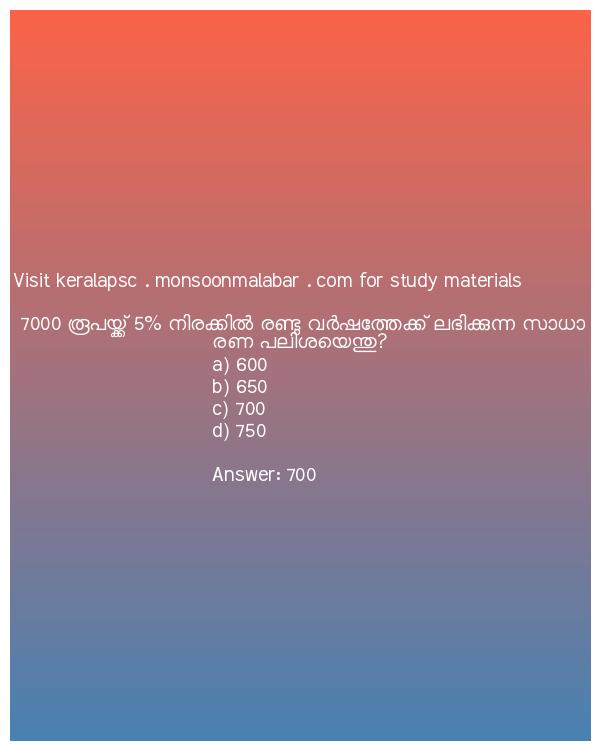 Visit keralapsc . monsoonmalabar . com for study materials
7000 രൂപയ്ക്ക് 5% നിരക്കിൽ രണ്ടു വർഷത്തേക്ക് ലഭിക്കുന്ന സാധാ
രണ പലിശയെന്തു?
a) 600
b) 650
c) 700
d) 750
Answer: 700